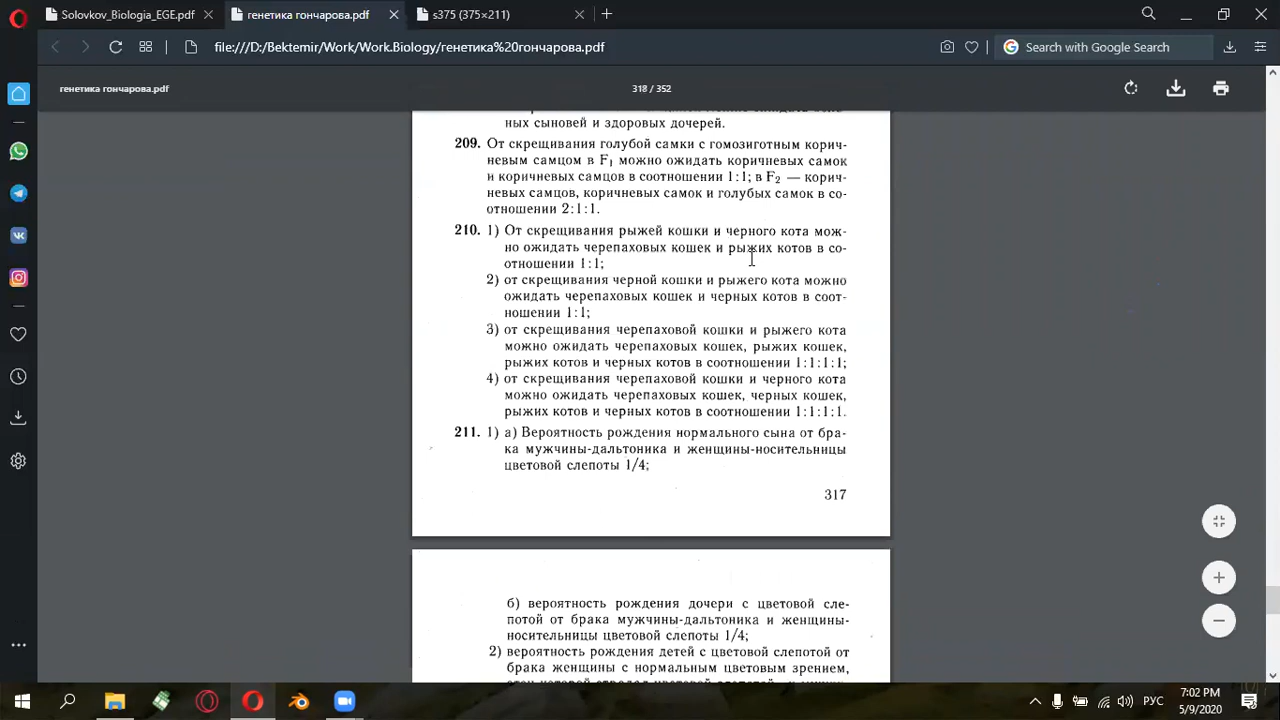 Solovkov_Biologia_EGE.pdf
генетика гончарова.pdf
s375 (375×211)
file:///D:/Bektemir/Work/Work.Biology/генетика%20гончарова.pdf
Search with Google Search
генетика гончарова.pdf
318 / 352
ных сыновей и здоровых дочерей.
209. От скрещивания голубой самки с гомозиготным корич-
невым самцом в F1 можно ожидать коричневых самок
и коричневых самцов в соотношении 1:1; в F2 — корич-
невых самцов, коричневых самок и голубых самок в со-
отношении 2:1:1.
210. 1) От скрещивания рыжей кошки и черного кота мож-
но ожидать черепаховых кошек и рыжих котов в со-
отношении 1:1;
2) от скрещивания черной кошки и рыжего кота можно
ожидать черепаховых кошек и черных котов в соот-
ношении 1:1;
3) от скрещивания черепаховой кошки и рыжего кота
можно ожидать черепаховых кошек, рыжих кошек,
рыжих котов и черных котов в соотношении 1:1:1:1;
4) от скрещивания черепаховой кошки и черного кота
можно ожидать черепаховых кошек, черных кошек,
рыжих котов и черных котов в соотношении 1:1:1:1.
211. 1) а) Вероятность рождения нормального сына от бра-
ка мужчины-дальтоника и женщины-носительницы
цветовой слепоты 1/4;
317
б) вероятность рождения дочери с цветовой сле-
потой от брака мужчины-дальтоника и женщины-
носительницы цветовой слепоты 1/4;
2) вероятность рождения детей с цветовой слепотой от
брака женщины с нормальным цветовым зрением,
РУС
7:02 PM
5/9/2020